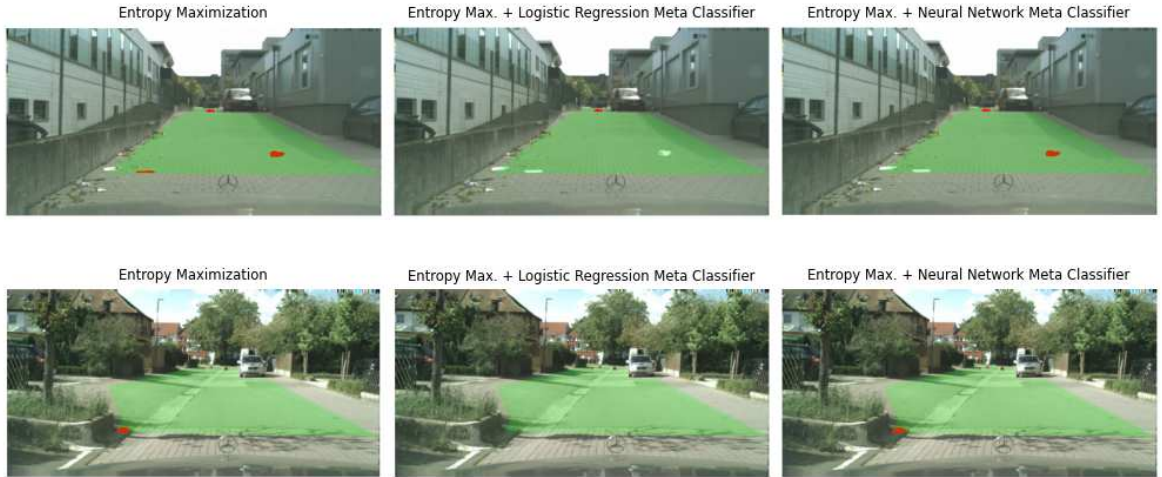 Entropy Maximization
Entropy Max. + Logistic Regression Meta Classifier
Entropy Max. + Neural Network Meta Classifier
Entropy Maximization
Entropy Max. + Logistic Regression Meta Classifier
Entropy Max. + Neural Network Meta Classifier